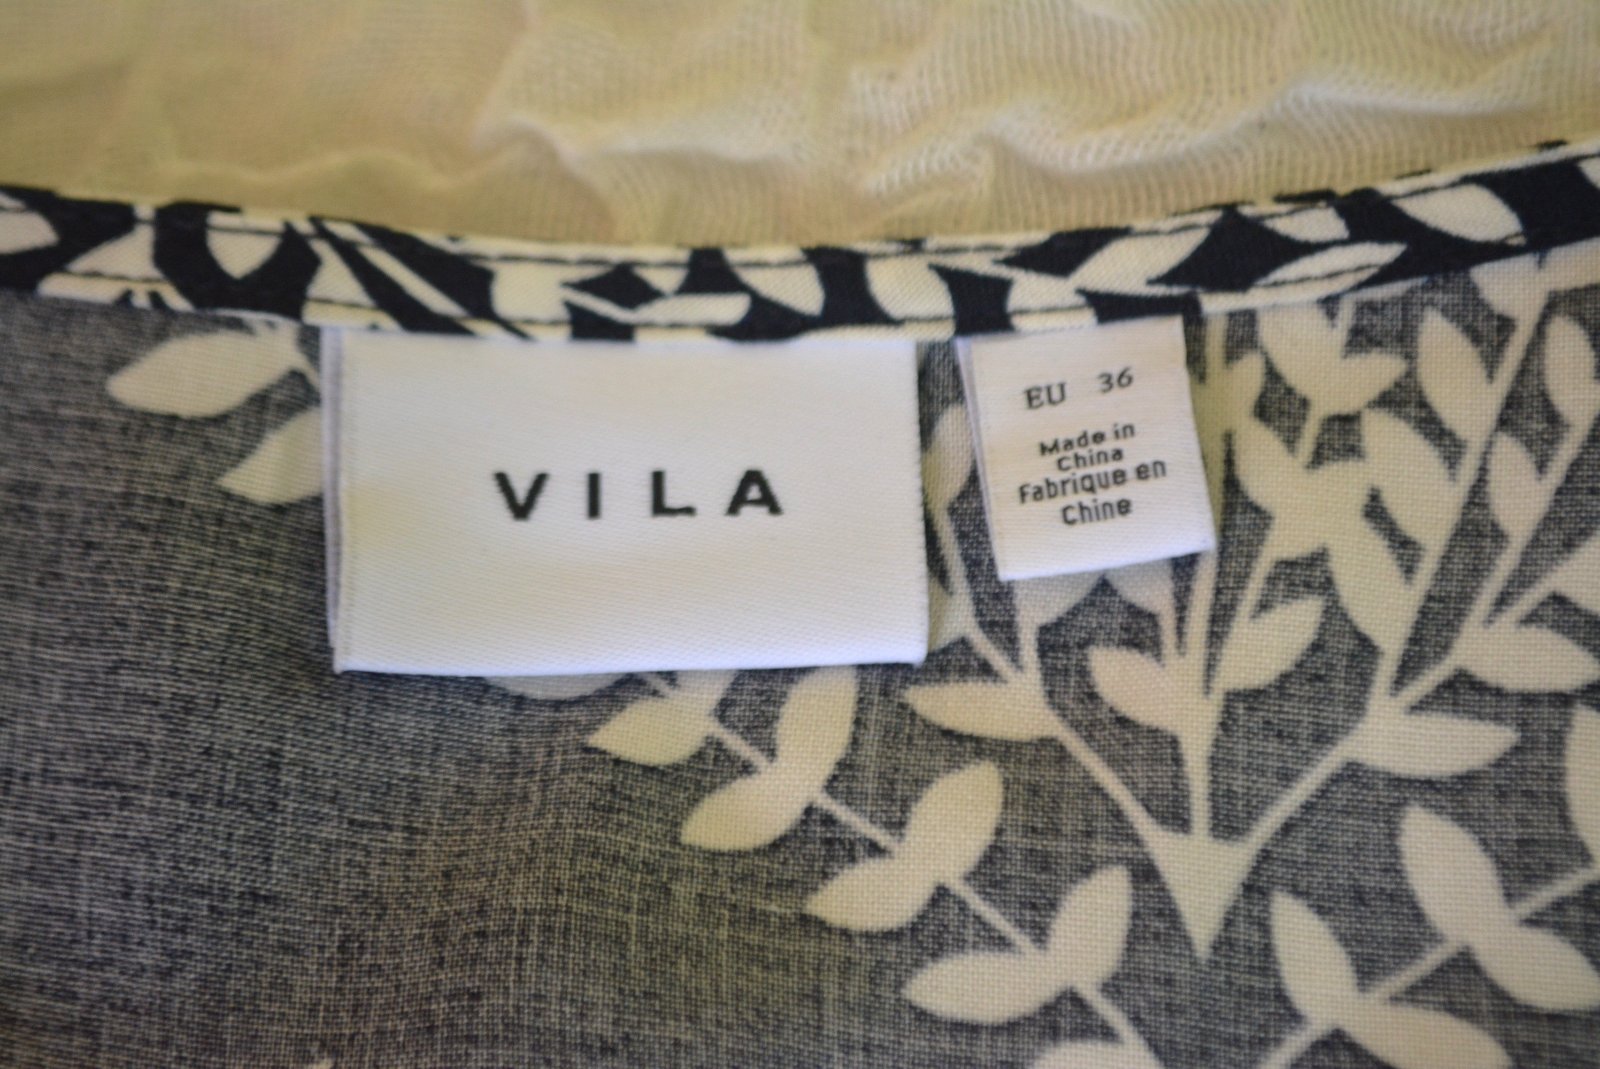 VILA
EU 36
Made in
China
Fabrique en
Chine